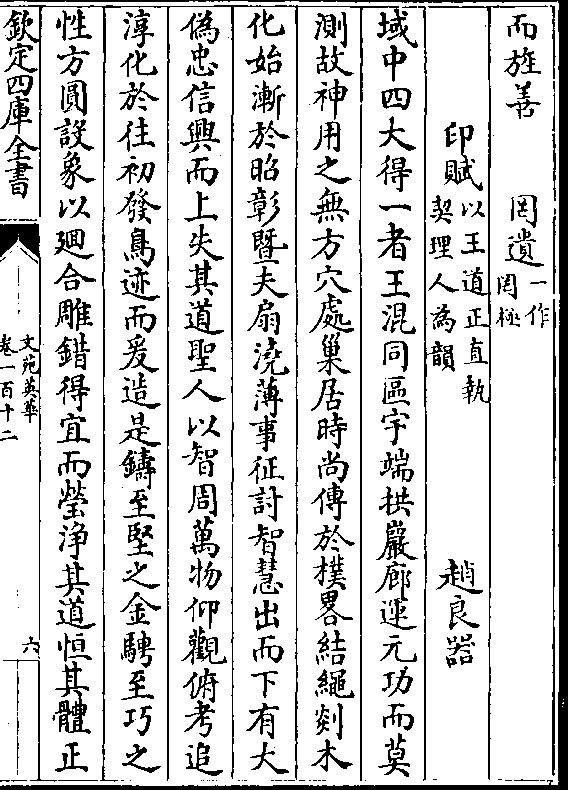 而旌善　罔遺一作罔極
印賦以王道正直執契理人為韻　趙良器
域中四大得一者王混同區宇端拱巖廊運元功而莫
測故神用之無方穴處巢居時尚傳於樸畧結繩剡木
化始漸於昭彰暨夫扇澆薄事征討智慧出而下有大
偽忠信興而上失其道聖人以智周萬物仰觀俯考追
淳化於往初發鳥迹而爰造是鑄至堅之金騁至巧之
性方圓設象以廻合雕錯得宜而瑩淨其道恒其體正
欽定四庫全書
文苑英華
卷一百十二
六